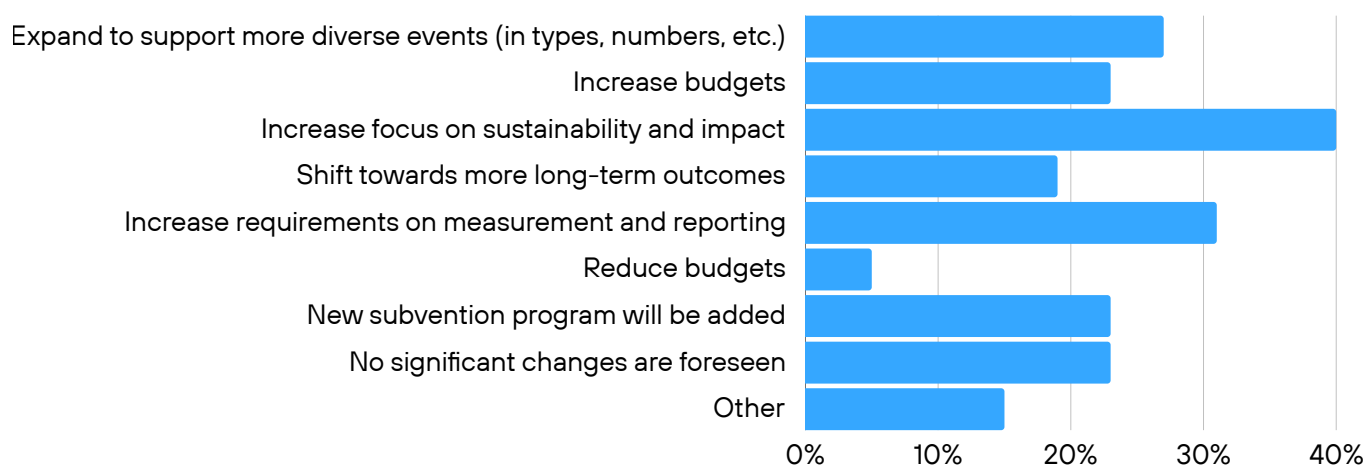 Expand to support more diverse events (in types, numbers, etc.)
Increase budgets
Increase focus on sustainability and impact
Shift towards more long-term outcomes
Increase requirements on measurement and reporting
Reduce budgets
New subvention program will be added
No significant changes are foreseen
Other
0% 10% 20% 30% 40%